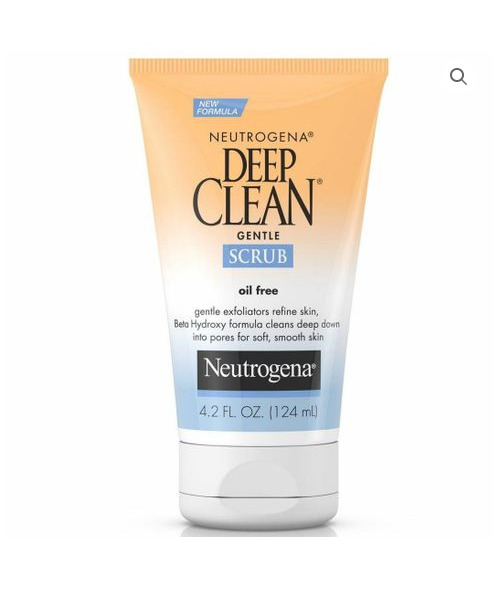 NEW
FORMULA
NEUTROGENA®
DEEP
CLEAN®
GENTLE
SCRUB
oil free
gentle exfoliators refine skin,
Beta Hydroxy formula cleans deep down
into pores for soft, smooth skin
Neutrogena®
4.2 FL. OZ. (124 mL)